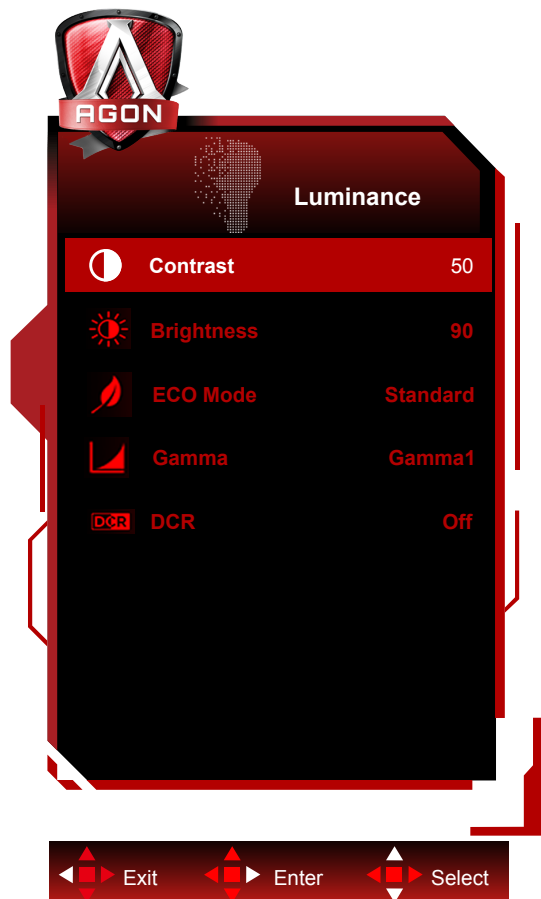 AGON
Luminance
Contrast 50
Brightness 90
ECO Mode Standard
Gamma Gamma1
DCR DCR Off
Exit Enter Select